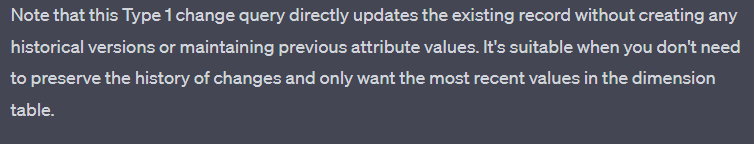 Note that this Type 1 change query directly updates the existing record without creating any
historical versions or maintaining previous attribute values. It's suitable when you don't need
to preserve the history of changes and only want the most recent values in the dimension
table.